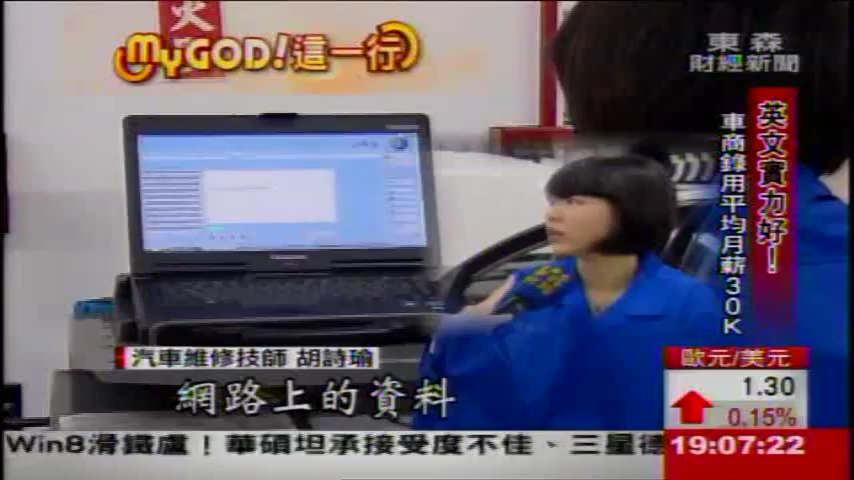 MyGOD!這一行
東森
財經新聞
英文實力好！
車商錄用平均月薪30K
汽車維修技師 胡詩瑜
網路上的資料
歐元/美元
1.30
0.15%
Win8滑鐵盧！華碩坦承接受度不佳、三星德
19:07:22